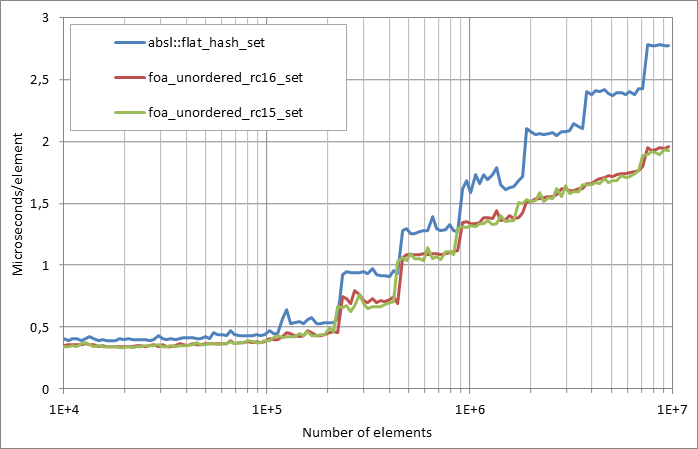 3
2,5
2
1,5
1
0,5
0
Microseconds/element
absl::flat_hash_set
foa_unordered_rc16_set
foa_unordered_rc15_set
1E+4 1E+5 1E+6 1E+7
Number of elements